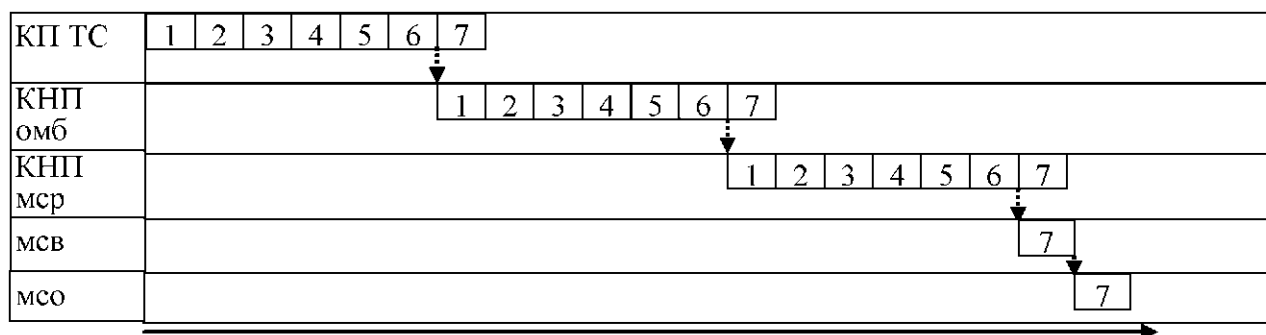 КП ТС 1 2 3 4 5 6 7
КНП 1 2 3 4 5 6 7
омб
КНП 1 2 3 4 5 6 7
мср
мсв 7
мсо 7